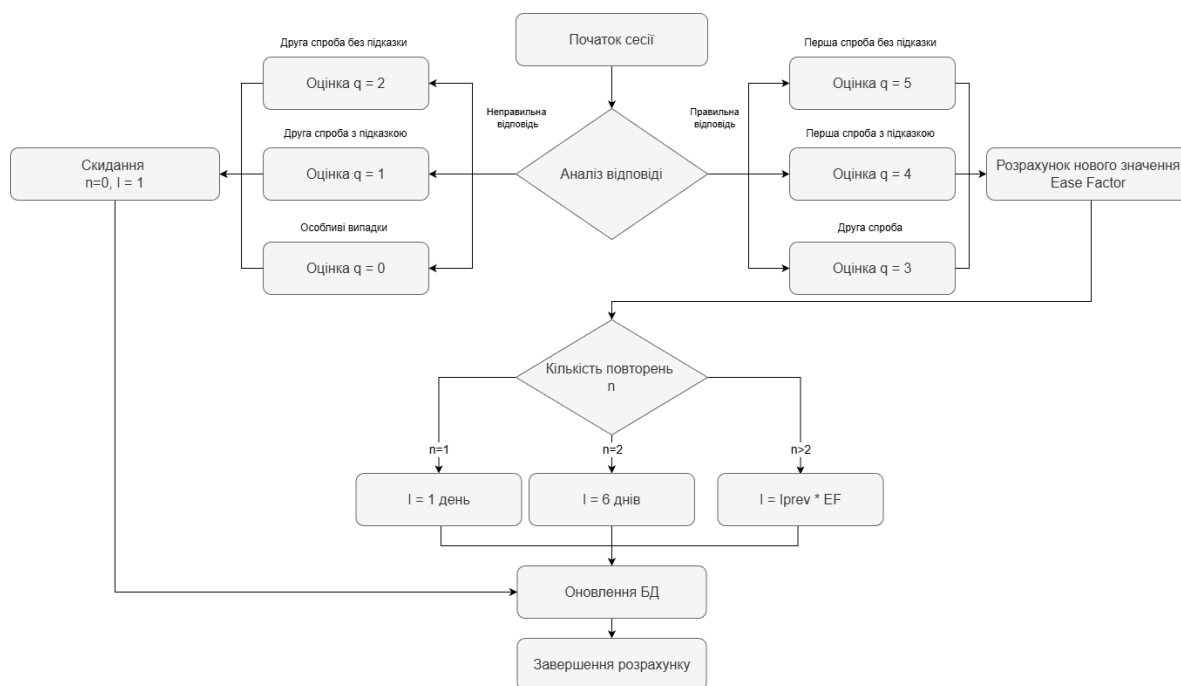 Початок сесії
Друга спроба без підказки
Оцінка q = 2
Друга спроба з підказкою
Оцінка q = 1
Особливі випадки
Оцінка q = 0
Скидання
n=0, I = 1
Неправильна
відповідь
Аналіз відповіді
Правильна
відповідь
Перша спроба без підказки
Оцінка q = 5
Перша спроба з підказкою
Оцінка q = 4
Друга спроба
Оцінка q = 3
Розрахунок нового значення
Ease Factor
Кількість повторень
n
n=1
n=2
n>2
I = 1 день
I = 6 днів
I = Iprev * EF
Оновлення БД
Завершення розрахунку